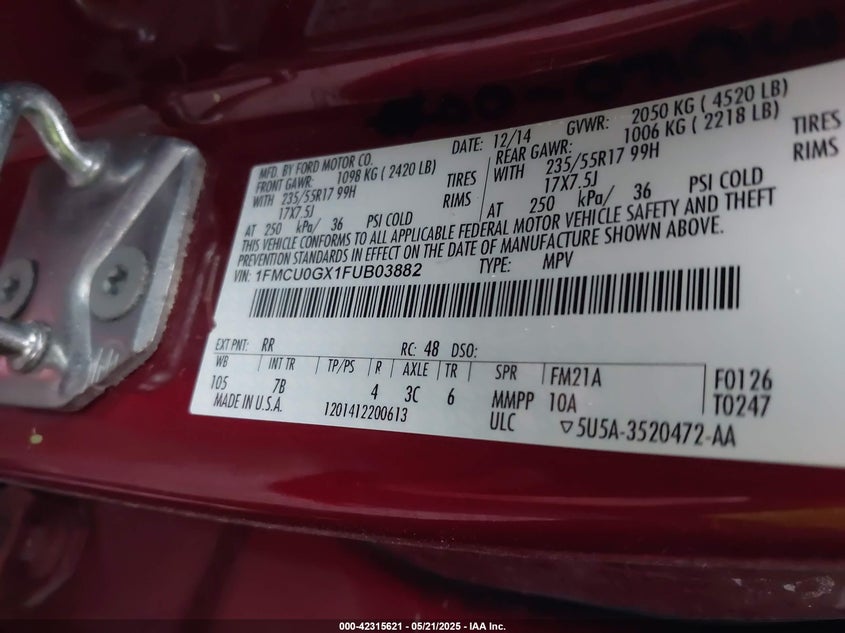 MFD. BY FORD MOTOR CO. DATE: 12/14 GVWR: 2050 KG ( 4520 LB)
FRONT GAWR: 1098 KG ( 2420 LB) REAR GAWR: 1006 KG ( 2218 LB)
WITH 235/55R17 99H TIRES WITH 235/55R17 99H TIRES
17X7.5J RIMS 17X7.5J RIMS
AT 250 kPa/ 36 PSI COLD AT 250 kPa/ 36 PSI COLD
THIS VEHICLE CONFORMS TO ALL APPLICABLE FEDERAL MOTOR VEHICLE SAFETY AND THEFT
PREVENTION STANDARDS IN EFFECT ON THE DATE OF MANUFACTURE SHOWN ABOVE.
VIN: 1FMCU0GX1FUB03882 TYPE: MPV
EXT PNT: RR RC: 48 DSO:
WB INT TR TP/PS R AXLE TR SPR FM21A F0126
105 7B 4 3C 6 MMPP 10A T0247
MADE IN U.S.A. 1201412200613 ULC ▽5U5A-3520472-AA
000-42315621 - 05/21/2025 - IAA Inc.